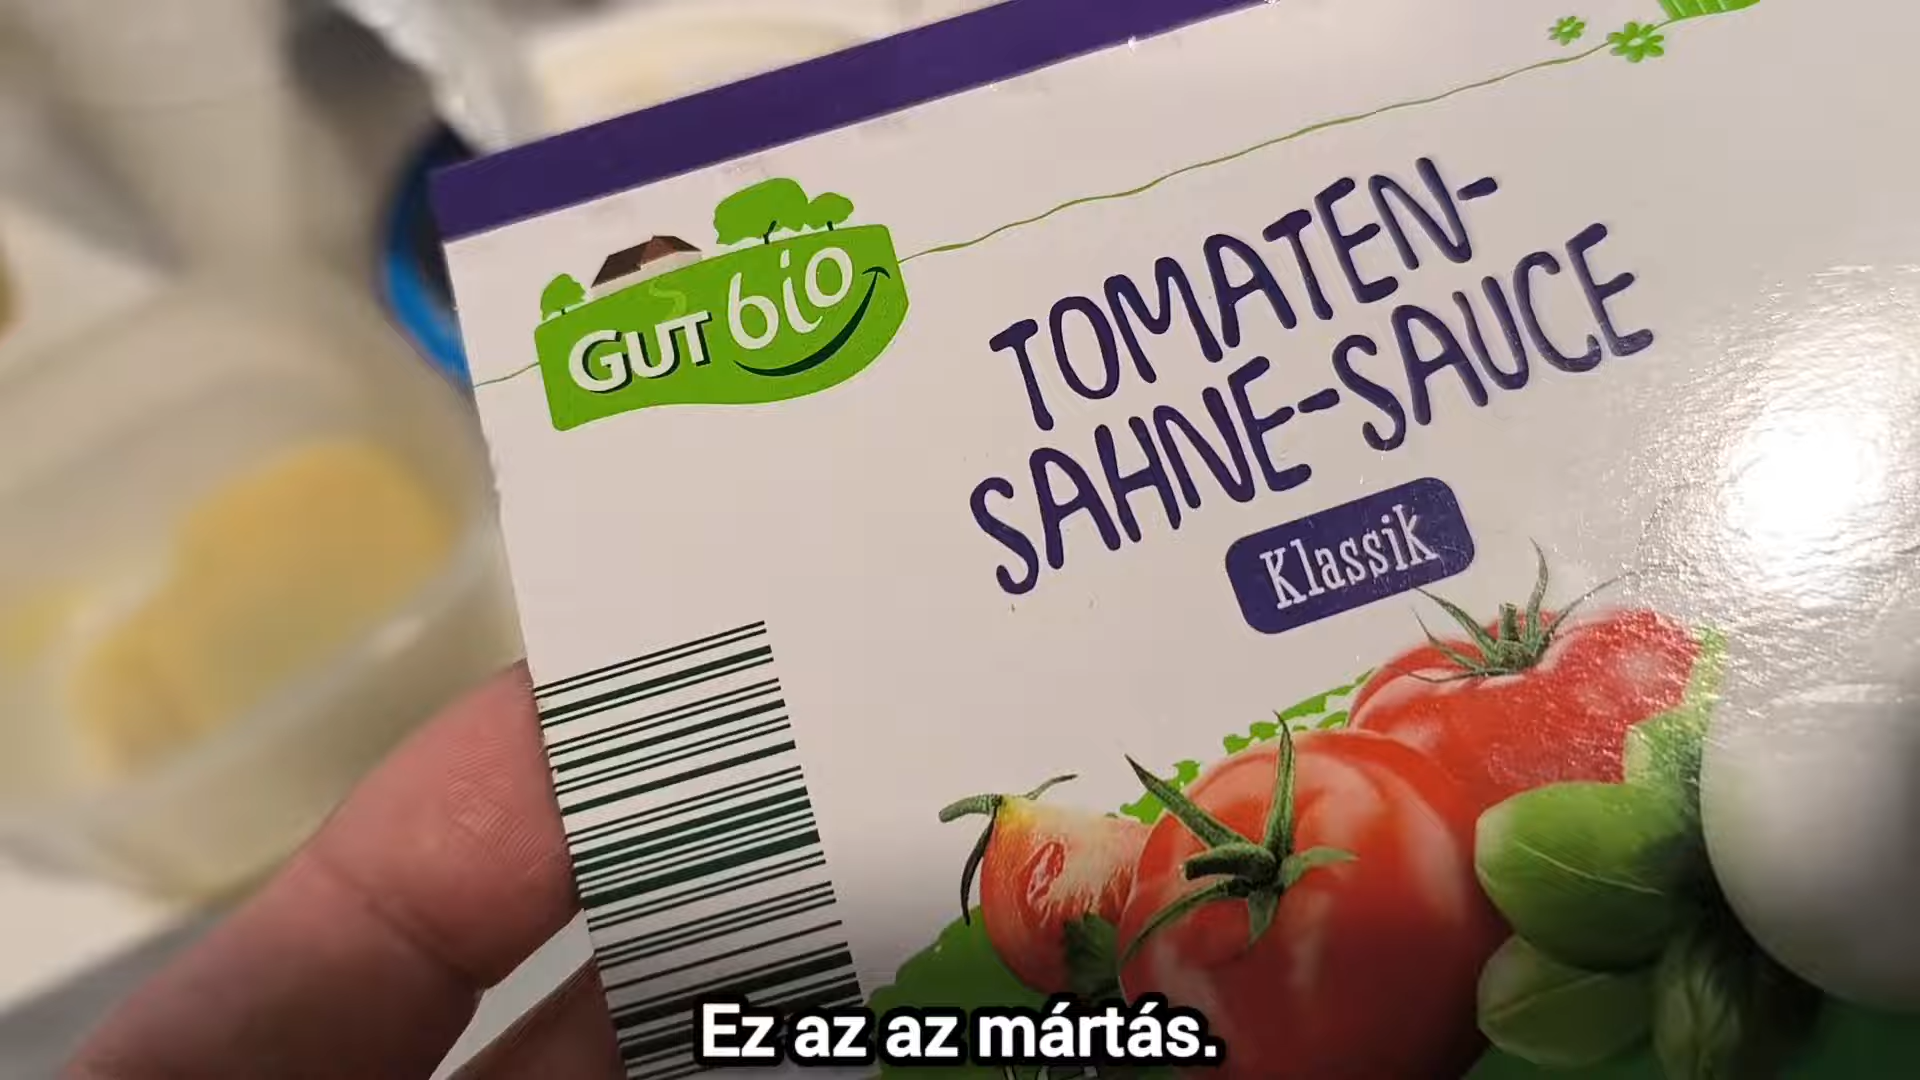 GUT bio
TOMATEN-
SAHNE-SAUCE
Klassik
Ez az az mártás.